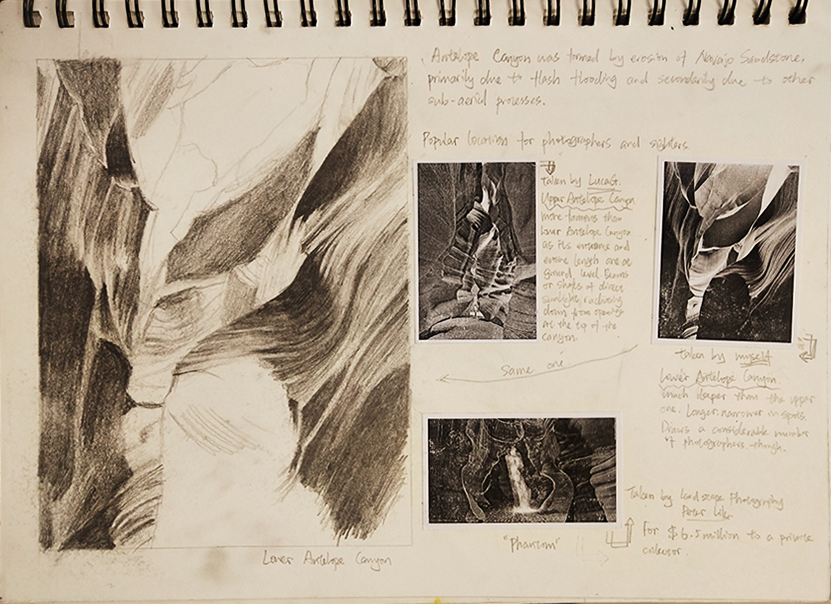 Antelope Canyon was formed by erosion of Navajo Sandstone,
primarily due to flash flooding and secondarily due to other
sub-aerial processes.
Popular location for photographers and sighters.
Taken by LucaG.
Upper Antelope Canyon
more famous than
lower Antelope Canyon
as its entrance and
entire length are at
ground level. Beams
or shafts of direct
sunlight radiating
down from
at the top of the
canyon.
taken by myself
Lower Antelope Canyon.
Much deeper than the upper
one. Longer, narrower in spots.
Draws a considerable number
of photographers though.
same one
Taken by landscape Photography
Peter Lik
For $6.5 million to a private
collector.
"Phantom"
Lower Antelope Canyon